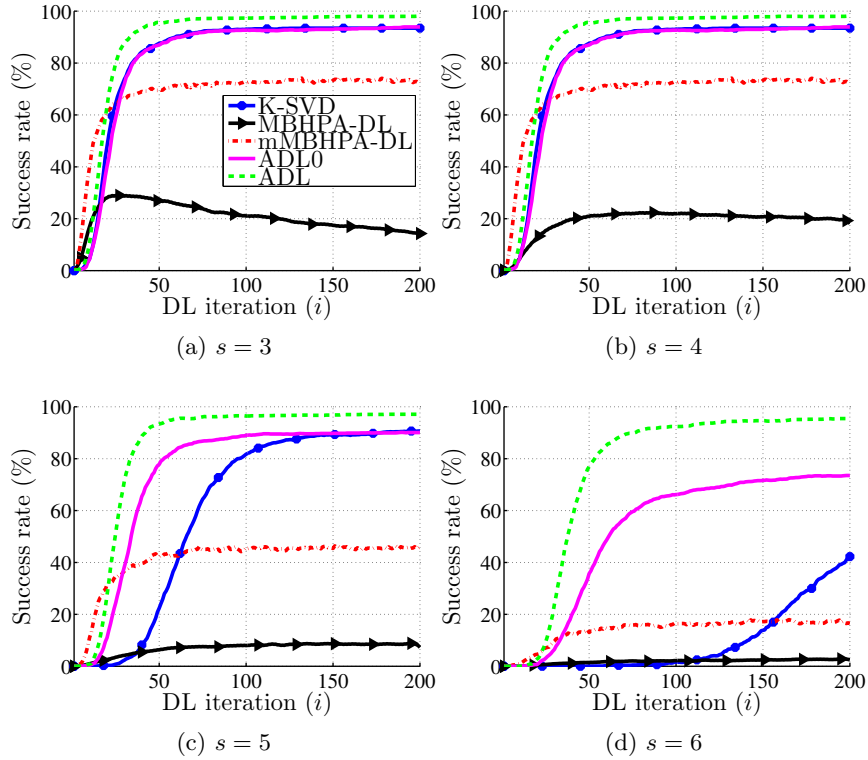 100
80
60
40
20
0
Success rate (%)
K-SVD
MBHPA-DL
mMBHPA-DL
ADL0
ADL
50 100 150 200
DL iteration (i)
(a) s = 3
100
80
60
40
20
0
Success rate (%)
50 100 150 200
DL iteration (i)
(b) s = 4
100
80
60
40
20
0
Success rate (%)
50 100 150 200
DL iteration (i)
(c) s = 5
100
80
60
40
20
0
Success rate (%)
50 100 150 200
DL iteration (i)
(d) s = 6